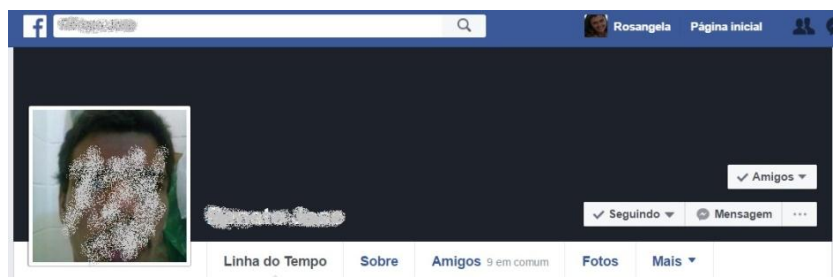 f
Rosangela Página inicial
✓ Amigos
✓ Seguindo Mensagem ...
Linha do Tempo Sobre Amigos 9 em comum Fotos Mais